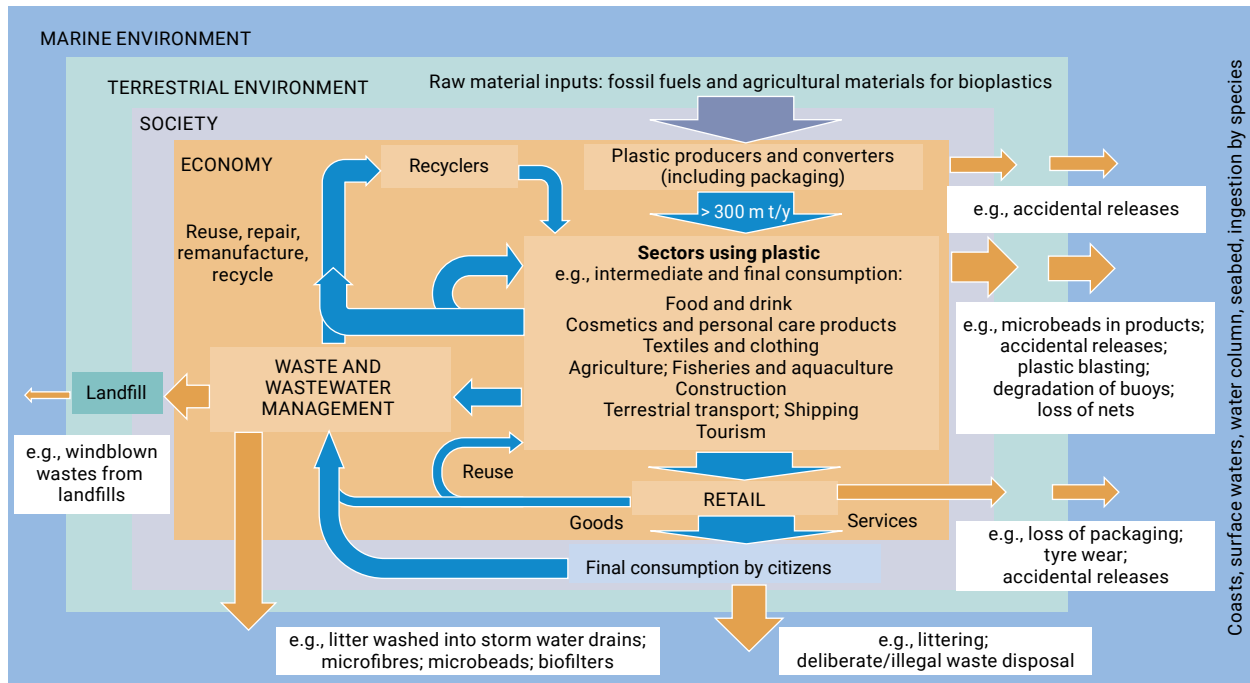 MARINE ENVIRONMENT
TERRESTRIAL ENVIRONMENT
Raw material inputs: fossil fuels and agricultural materials for bioplastics
SOCIETY
ECONOMY
Recyclers
Plastic producers and converters
(including packaging)
> 300 m t/y
e.g., accidental releases
Reuse, repair,
remanufacture,
recycle
Sectors using plastic
e.g., intermediate and final consumption:
Food and drink
Cosmetics and personal care products
Textiles and clothing
Agriculture; Fisheries and aquaculture
Construction
Terrestrial transport; Shipping
Tourism
e.g., microbeads in products;
accidental releases;
plastic blasting;
degradation of buoys;
loss of nets
WASTE AND
WASTEWATER
MANAGEMENT
Landfill
e.g., windblown
wastes from
landfills
Reuse
RETAIL
Goods
Services
e.g., loss of packaging;
tyre wear;
accidental releases
Final consumption by citizens
e.g., litter washed into storm water drains;
microfibres; microbeads; biofilters
e.g., littering;
deliberate/illegal waste disposal
Coasts, surface waters, water column, seabed, ingestion by species